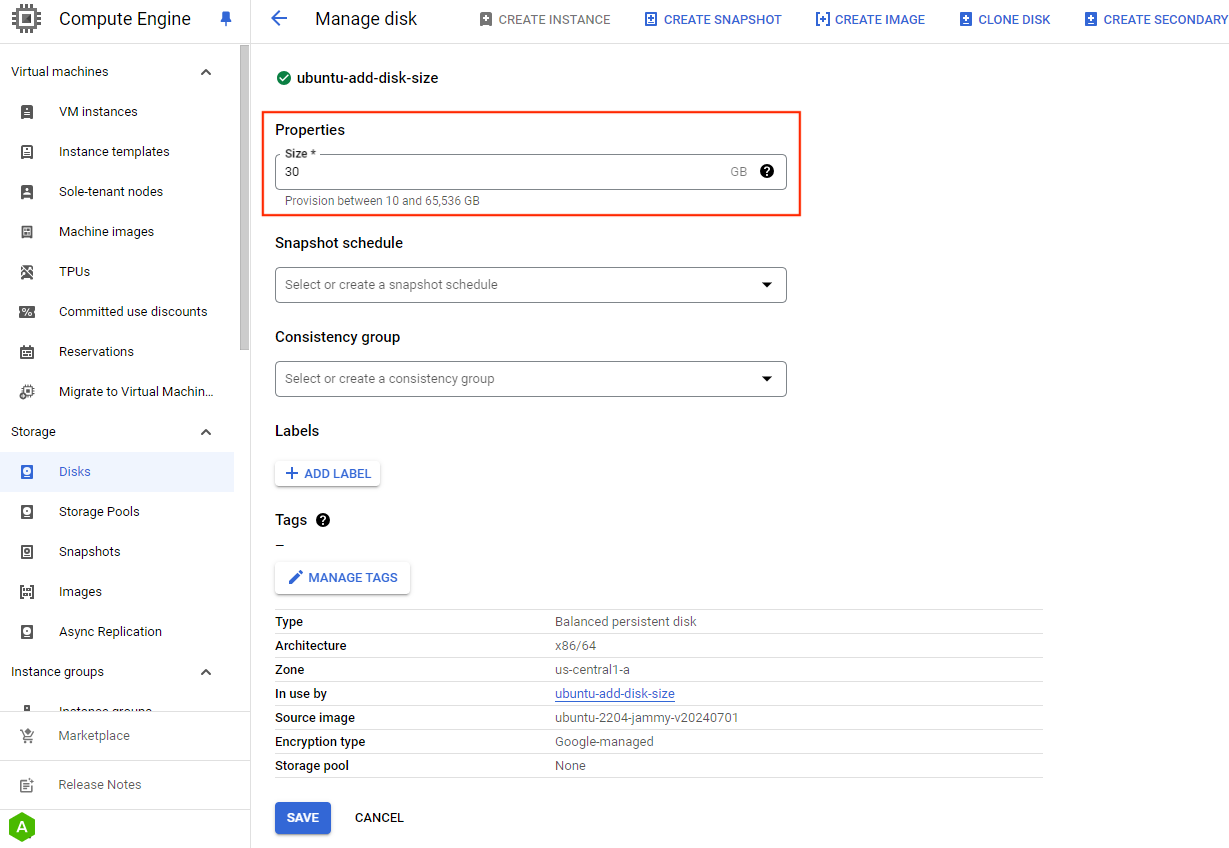 Compute Engine
Manage disk
CREATE INSTANCE
CREATE SNAPSHOT
CREATE IMAGE
CLONE DISK
CREATE SECONDARY
Virtual machines
VM instances
Instance templates
Sole-tenant nodes
Machine images
TPUs
Committed use discounts
Reservations
Migrate to Virtual Machin...
Storage
Disks
Storage Pools
Snapshots
Images
Async Replication
Instance groups
Instance groups
Marketplace
Release Notes
A
ubuntu-add-disk-size
Properties
Size *
30 GB ?
Provision between 10 and 65,536 GB
Snapshot schedule
Select or create a snapshot schedule
Consistency group
Select or create a consistency group
Labels
+ ADD LABEL
Tags ?
–
MANAGE TAGS
Type Balanced persistent disk
Architecture x86/64
Zone us-central1-a
In use by ubuntu-add-disk-size
Source image ubuntu-2204-jammy-v20240701
Encryption type Google-managed
Storage pool None
SAVE CANCEL